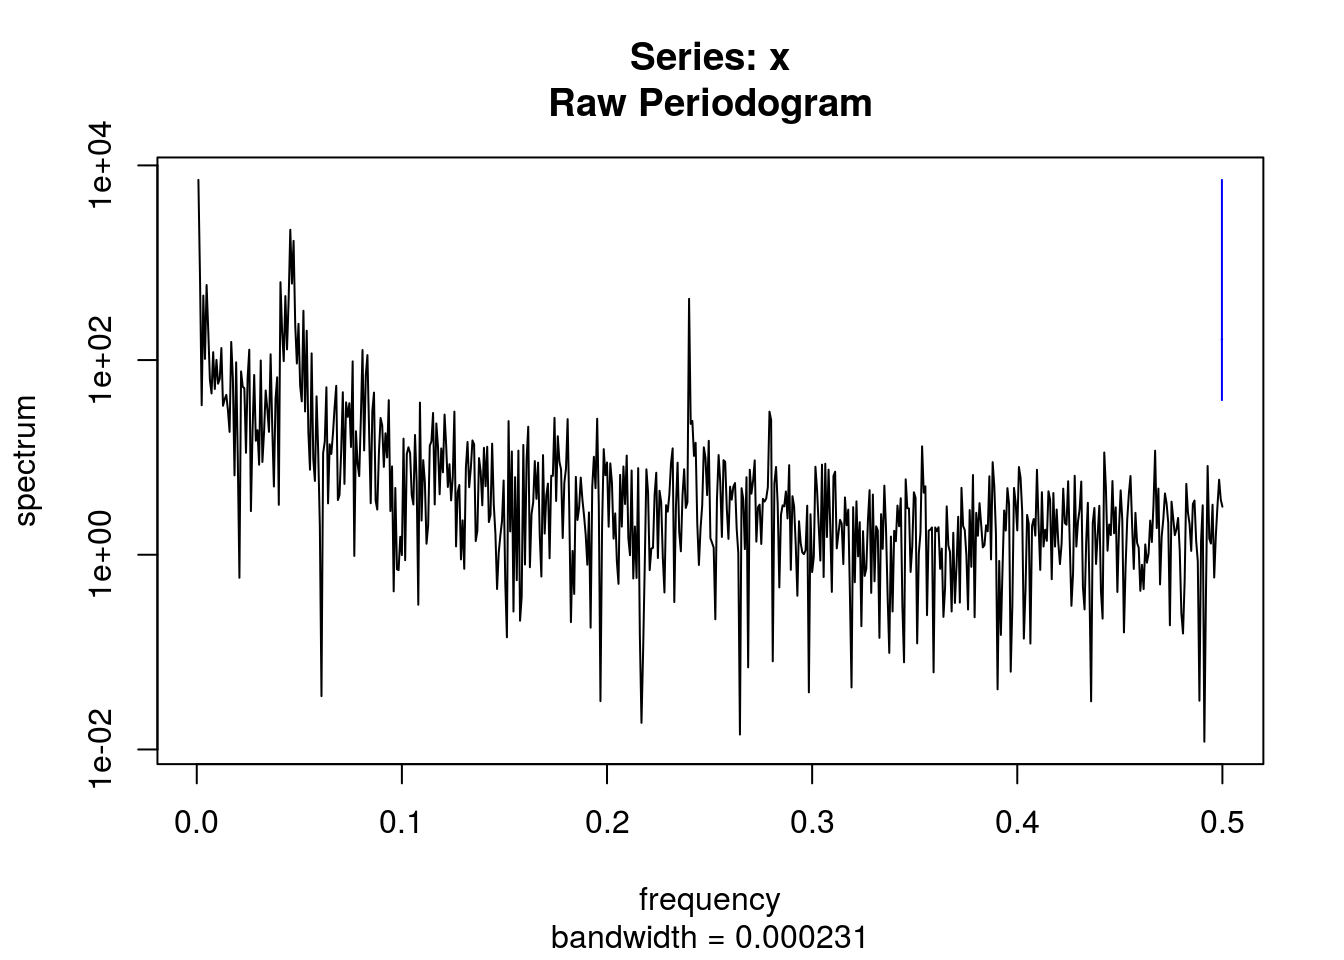 Series: x
Raw Periodogram
1e+04
1e+02
1e+00
1e-02
spectrum
0.0 0.1 0.2 0.3 0.4 0.5
frequency
bandwidth = 0.000231